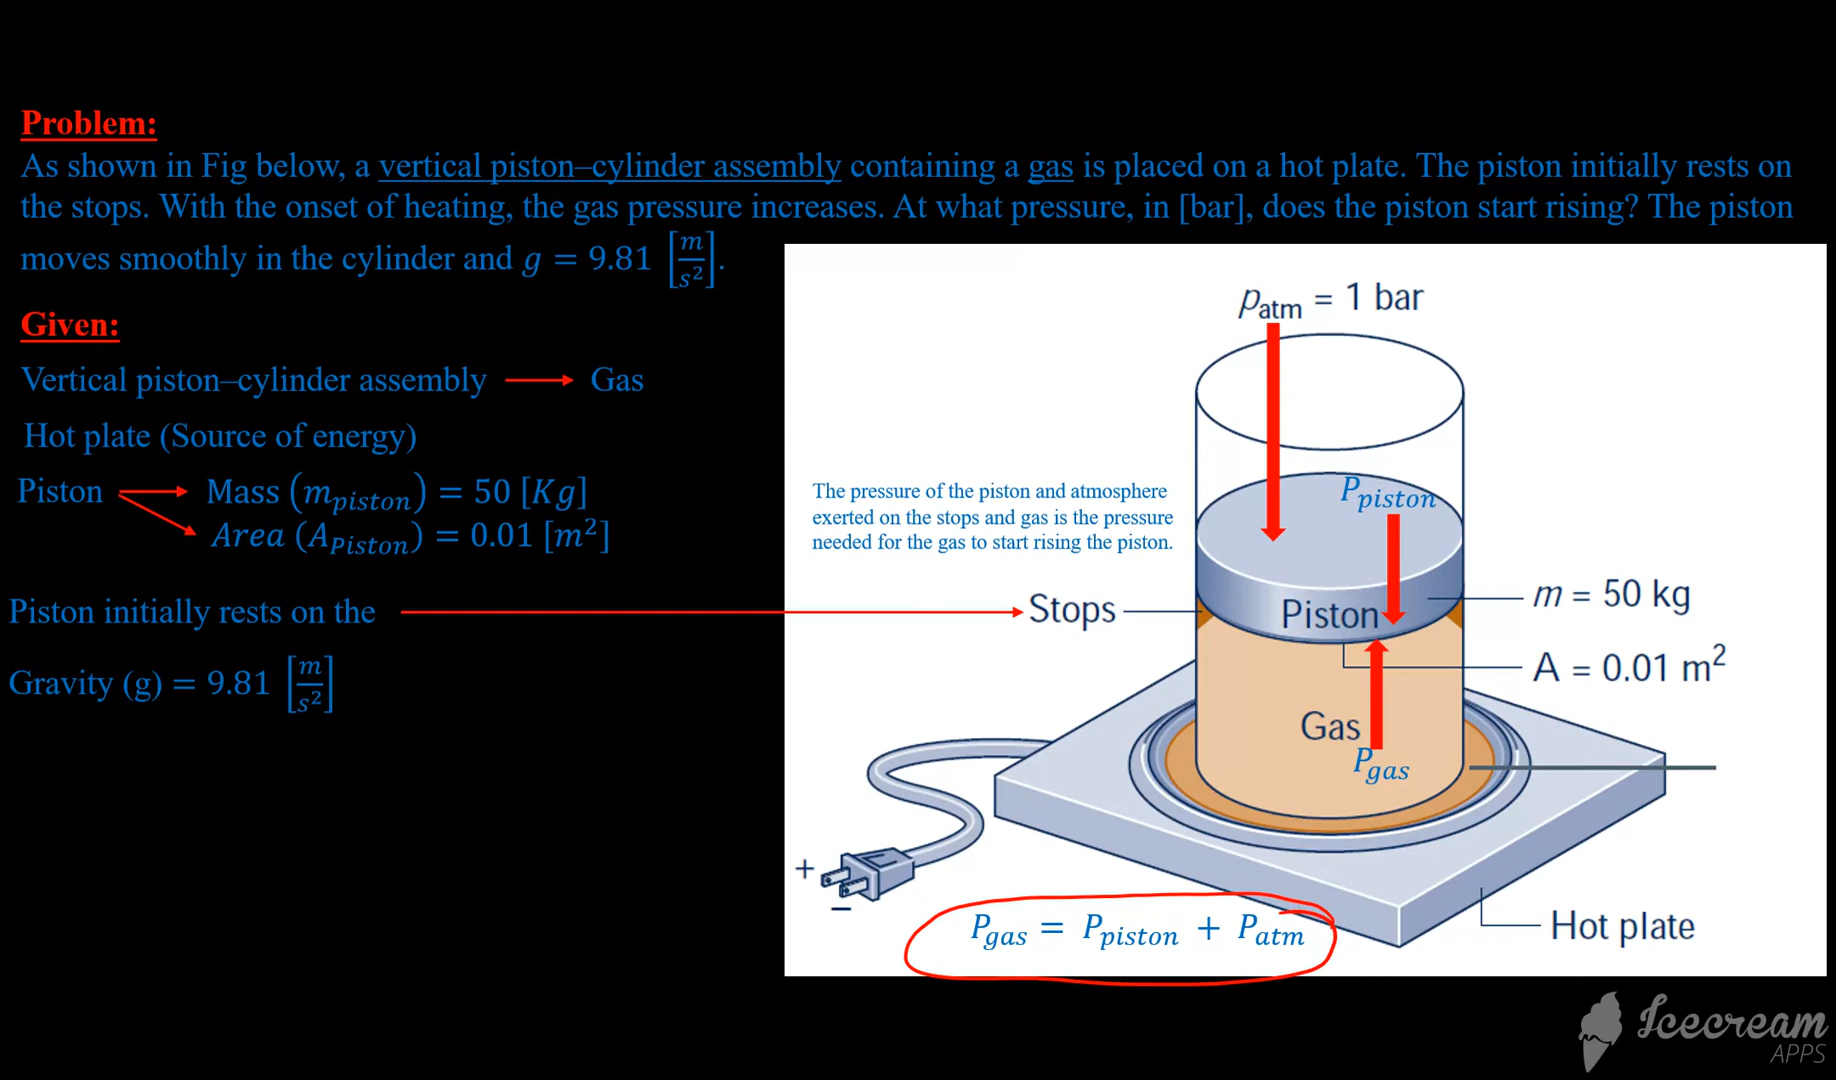 Problem:
As shown in Fig below, a vertical piston–cylinder assembly containing a gas is placed on a hot plate. The piston initially rests on
the stops. With the onset of heating, the gas pressure increases. At what pressure, in [bar], does the piston start rising? The piston
moves smoothly in the cylinder and g = 9.81 [m/s²].
Given:
Vertical piston–cylinder assembly → Gas
Hot plate (Source of energy)
Piston → Mass (m_piston) = 50 [Kg]
Area (A_Piston) = 0.01 [m²]
Piston initially rests on the
Gravity (g) = 9.81 [m/s²]
p_atm = 1 bar
P_piston
The pressure of the piston and atmosphere
exerted on the stops and gas is the pressure
needed for the gas to start rising the piston.
Stops
Piston
m = 50 kg
A = 0.01 m²
Gas
P_gas
+
−
P_gas = P_piston + P_atm
Hot plate
Icecream
APPS